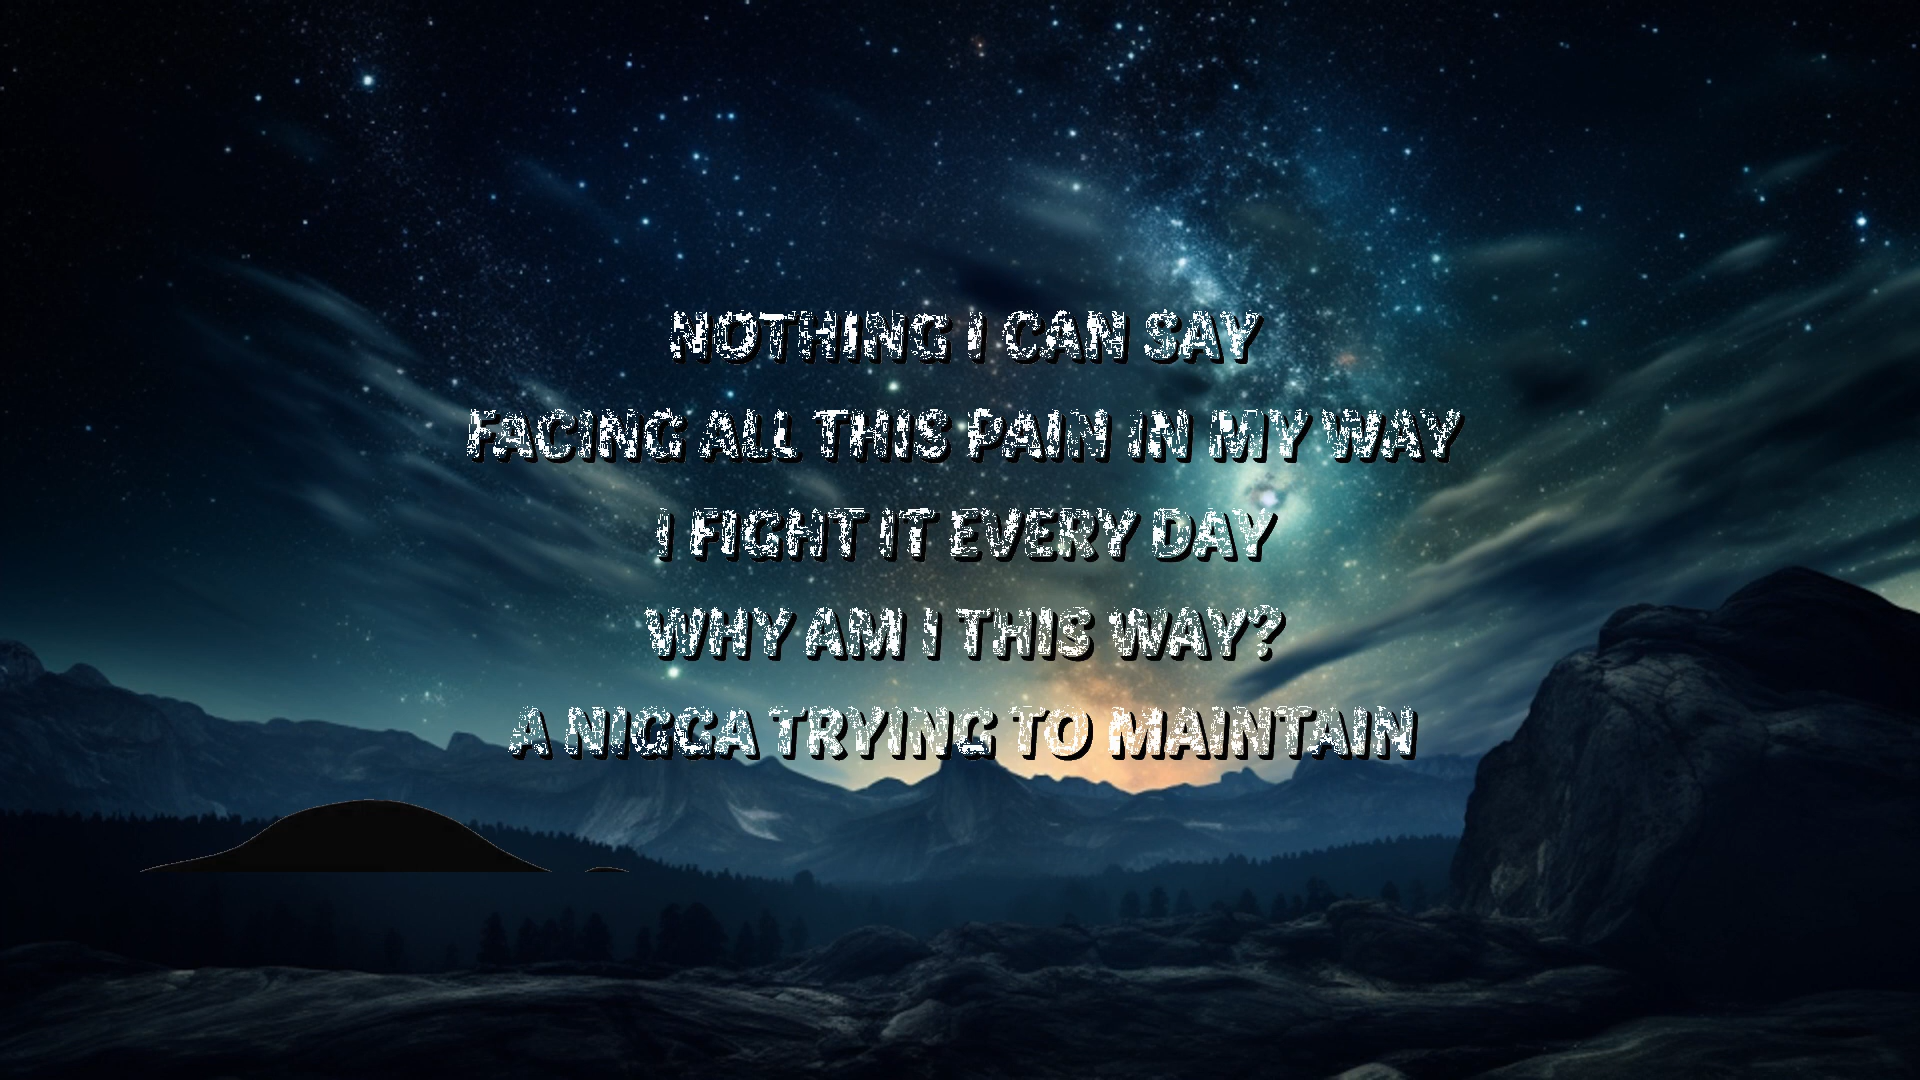 NOTHING I CAN SAY
FACING ALL THIS PAIN IN MY WAY
I FIGHT IT EVERY DAY
WHY AM I THIS WAY?
A NIGGA TRYING TO MAINTAIN